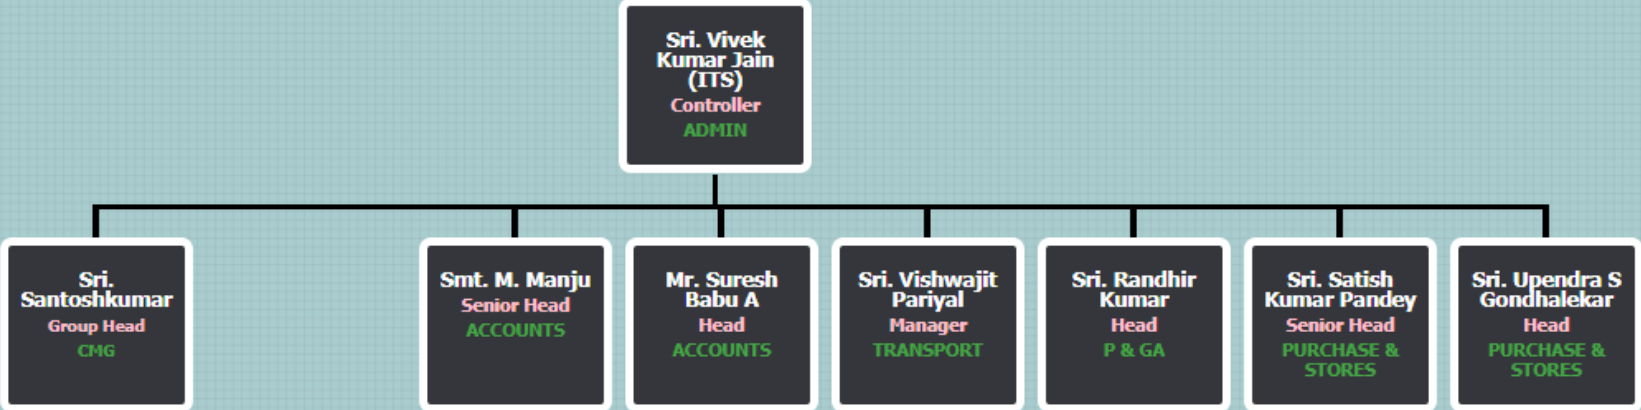 Sri. Vivek
Kumar Jain
(ITS)
Controller
ADMIN
Sri.
Santoshkumar
Group Head
CMG
Smt. M. Manju
Senior Head
ACCOUNTS
Mr. Suresh
Babu A
Head
ACCOUNTS
Sri. Vishwajit
Pariyal
Manager
TRANSPORT
Sri. Randhir
Kumar
Head
P & GA
Sri. Satish
Kumar Pandey
Senior Head
PURCHASE &
STORES
Sri. Upendra S
Gondhalekar
Head
PURCHASE &
STORES